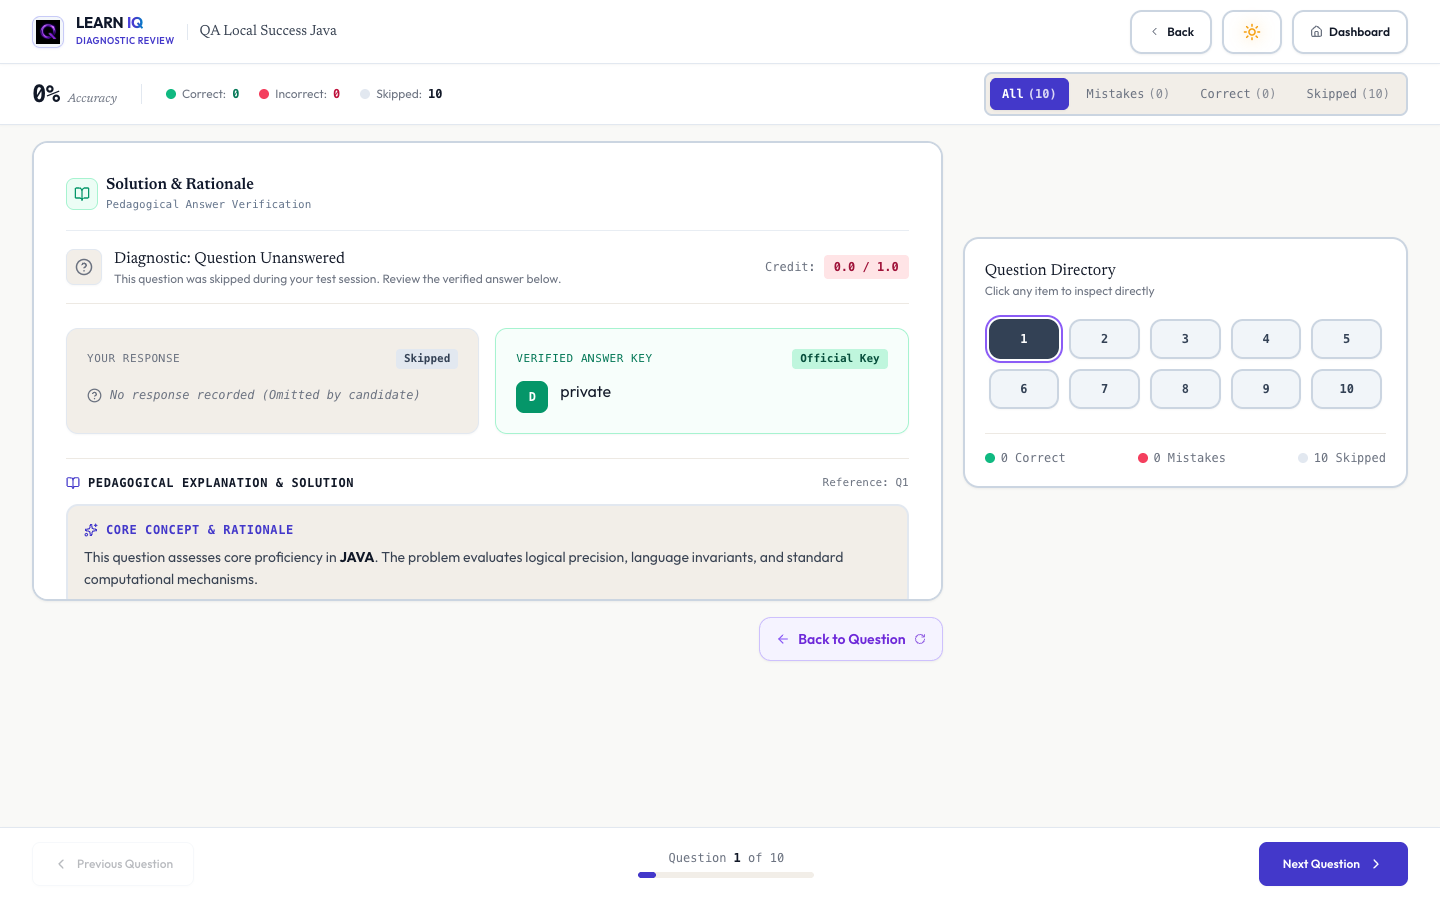 LEARN IQ
DIAGNOSTIC REVIEW
QA Local Success Java
Back
Dashboard
0% Accuracy
Correct: 0
Incorrect: 0
Skipped: 10
All (10)
Mistakes (0)
Correct (0)
Skipped (10)
Solution & Rationale
Pedagogical Answer Verification
Diagnostic: Question Unanswered
This question was skipped during your test session. Review the verified answer below.
Credit: 0.0 / 1.0
YOUR RESPONSE
Skipped
No response recorded (Omitted by candidate)
VERIFIED ANSWER KEY
Official Key
D
private
PEDAGOGICAL EXPLANATION & SOLUTION
Reference: Q1
CORE CONCEPT & RATIONALE
This question assesses core proficiency in JAVA. The problem evaluates logical precision, language invariants, and standard
computational mechanisms.
Back to Question
Question Directory
Click any item to inspect directly
1 2 3 4 5
6 7 8 9 10
0 Correct
0 Mistakes
10 Skipped
Previous Question
Question 1 of 10
Next Question